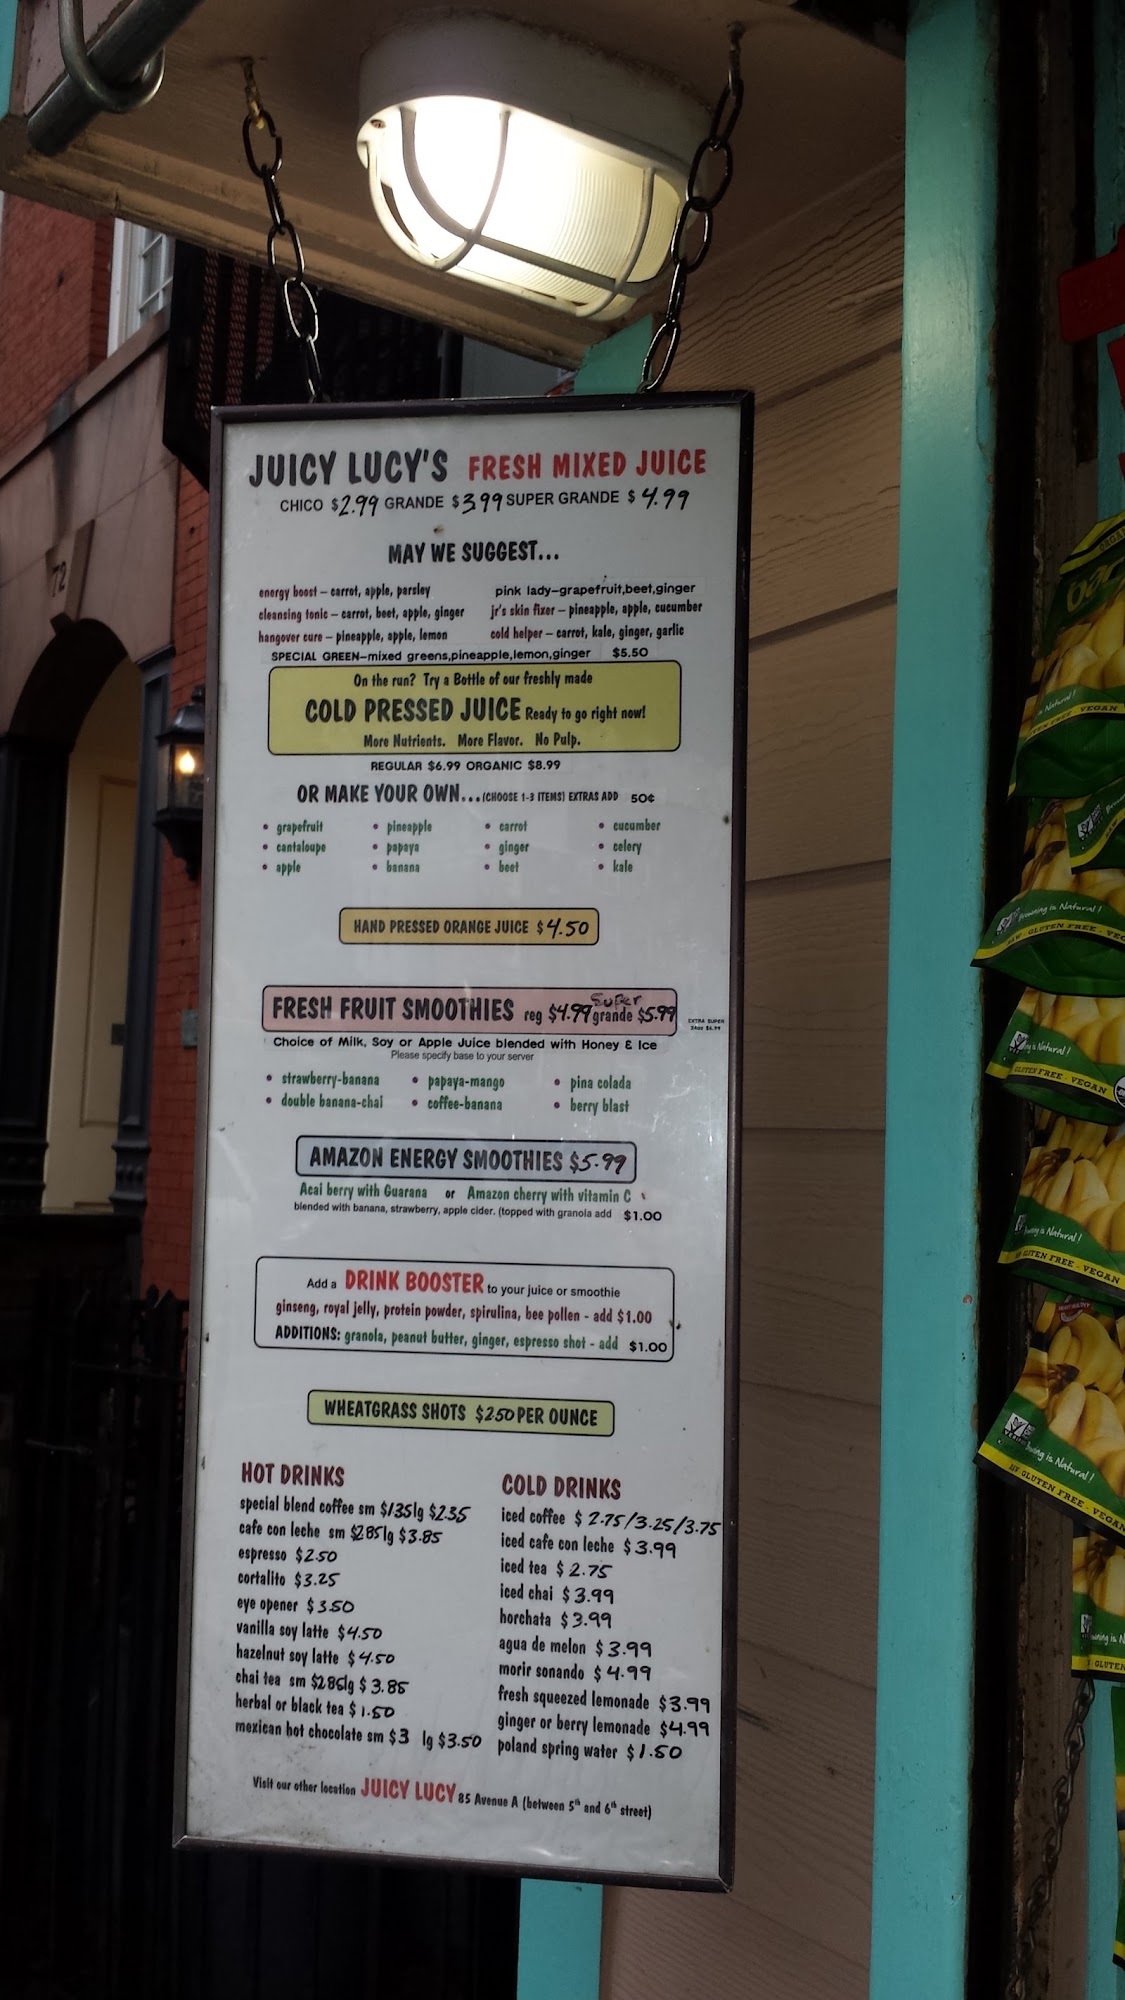 JUICY LUCY'S FRESH MIXED JUICE
CHICO $2.99 GRANDE $3.99 SUPER GRANDE $4.99
MAY WE SUGGEST...
energy boost – carrot, apple, parsley
pink lady–grapefruit,beet,ginger
cleansing tonic – carrot, beet, apple, ginger
jr's skin fixer – pineapple, apple, cucumber
hangover cure – pineapple, apple, lemon
cold helper – carrot, kale, ginger, garlic
SPECIAL GREEN–mixed greens,pineapple,lemon,ginger $5.50
On the run? Try a Bottle of our freshly made
COLD PRESSED JUICE Ready to go right now!
More Nutrients. More Flavor. No Pulp.
REGULAR $6.99 ORGANIC $8.99
OR MAKE YOUR OWN...(CHOOSE 1-3 ITEMS) EXTRAS ADD 50¢
• grapefruit • pineapple • carrot • cucumber
• cantaloupe • papaya • ginger • celery
• apple • banana • beet • kale
HAND PRESSED ORANGE JUICE $4.50
FRESH FRUIT SMOOTHIES reg $4.99 Super grande $5.99
EXTRA SUPER
Choice of Milk, Soy or Apple Juice blended with Honey & Ice
Please specify base to your server
• strawberry-banana • papaya-mango • pina colada
• double banana-chai • coffee-banana • berry blast
AMAZON ENERGY SMOOTHIES $5.99
Acai berry with Guarana or Amazon cherry with vitamin C
blended with banana, strawberry, apple cider. (topped with granola add $1.00
Add a DRINK BOOSTER to your juice or smoothie
ginseng, royal jelly, protein powder, spirulina, bee pollen - add $1.00
ADDITIONS: granola, peanut butter, ginger, espresso shot - add $1.00
WHEATGRASS SHOTS $2.50 PER OUNCE
HOT DRINKS
special blend coffee sm $1.35 lg $2.35
cafe con leche sm $2.85 lg $3.85
espresso $2.50
cortalito $3.25
eye opener $3.50
vanilla soy latte $4.50
hazelnut soy latte $4.50
chai tea sm $2.85 lg $3.85
herbal or black tea $1.50
mexican hot chocolate sm $3 lg $3.50
COLD DRINKS
iced coffee $2.75/3.25/3.75
iced cafe con leche $3.99
iced tea $2.75
iced chai $3.99
horchata $3.99
agua de melon $3.99
morir sonando $4.99
fresh squeezed lemonade $3.99
ginger or berry lemonade $4.99
poland spring water $1.50
Visit our other location JUICY LUCY 85 Avenue A (between 5th and 6th street)
72